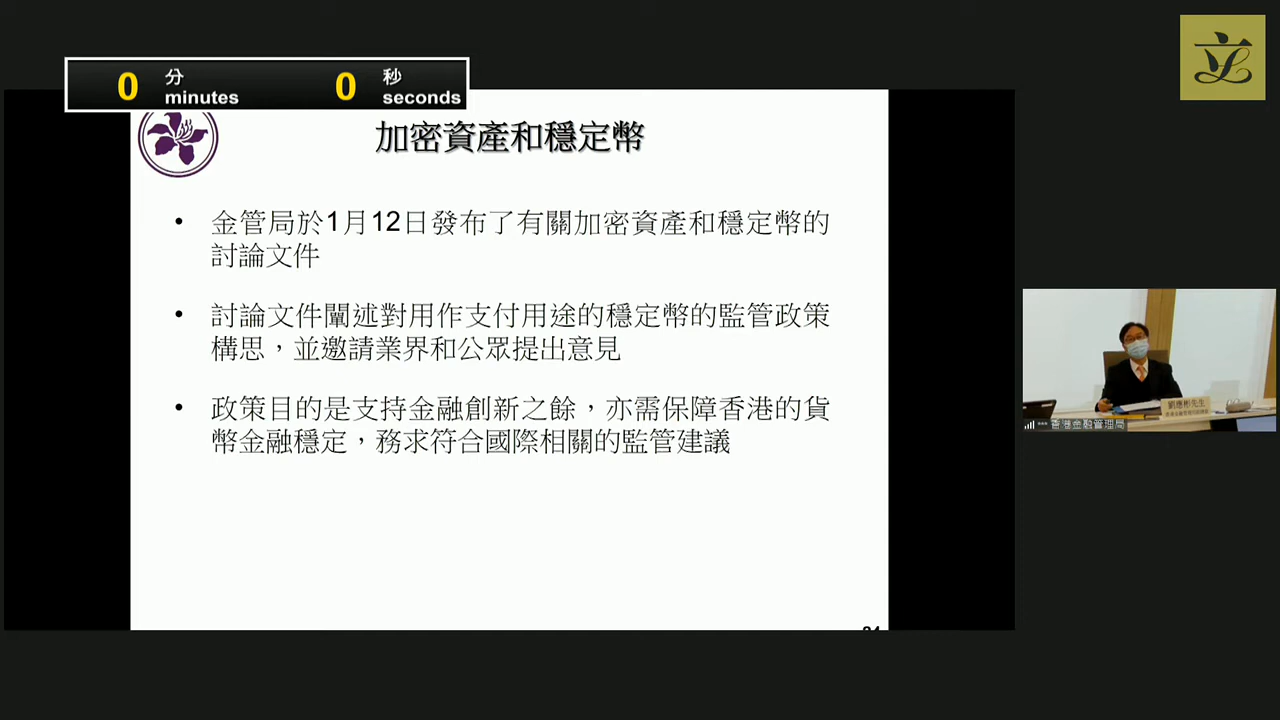 0 分 minutes 0 秒 seconds
加密資產和穩定幣
• 金管局於1月12日發布了有關加密資產和穩定幣的
討論文件
• 討論文件闡述對用作支付用途的穩定幣的監管政策
構思，並邀請業界和公眾提出意見
• 政策目的是支持金融創新之餘，亦需保障香港的貨
幣金融穩定，務求符合國際相關的監管建議
劉應彬先生
香港金融管理局